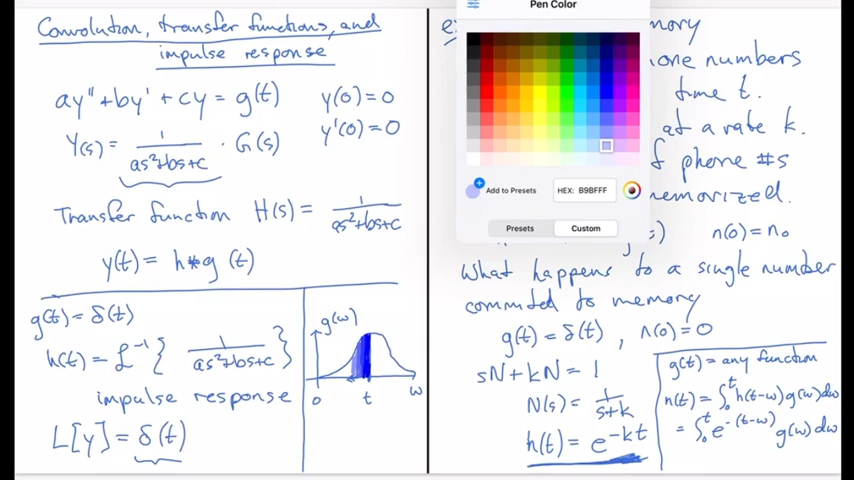 Convolution, transfer functions, and
impulse response
ay" + by' + cy = g(t)   y(0) = 0
y'(0) = 0
Y(s) = 1/(as²+bs+c) · G(s)
Transfer function H(s) = 1/(as²+bs+c)
y(t) = h*g (t)
g(t) = δ(t)
h(t) = ℒ⁻¹{ 1/(as²+bs+c) }
impulse response
L[y] = δ(t)
g(w)
0 t w
Pen Color
Add to Presets
HEX: B9BFFF
Presets Custom
one numbers
time t.
at a rate k.
phone #s
memorized.
n(0) = n₀
What happens to a single number
commited to memory
g(t) = δ(t), n(0) = 0
sN + kN = 1
N(s) = 1/(s+k)
h(t) = e^(-kt)
g(t) = any function
n(t) = ∫₀ᵗ h(t-w) g(w) dw
= ∫₀ᵗ e^(-(t-w)) g(w) dw